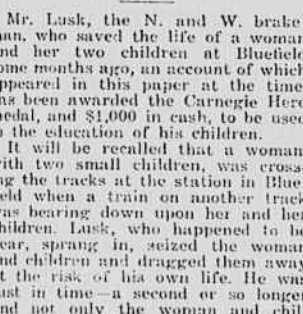 Mr. Lusk, the N. and W. brake-
man, who saved the life of a woman
and her two children at Bluefield
some months ago, an account of which
appeared in this paper at the time
has been awarded the Carnegie Hero
medal, and $1,000 in cash, to be used
in the education of his children.
It will be recalled that a woman
with two small children, was cross-
ing the tracks at the station in Blue-
field when a train on another track
was bearing down upon her and her
children. Lusk, who happened to be
near, sprang in, seized the woman
and children and dragged them away
at the risk of his own life. He was
just in time—a second or so longer
and not only the woman and chil